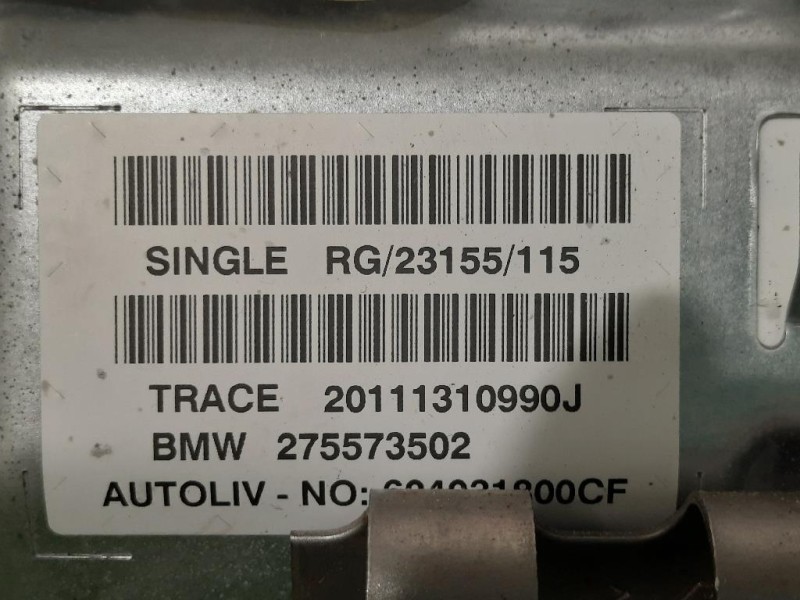 SINGLE RG/23155/115
TRACE 20111310990J
BMW 275573502
AUTOLIV - NO: